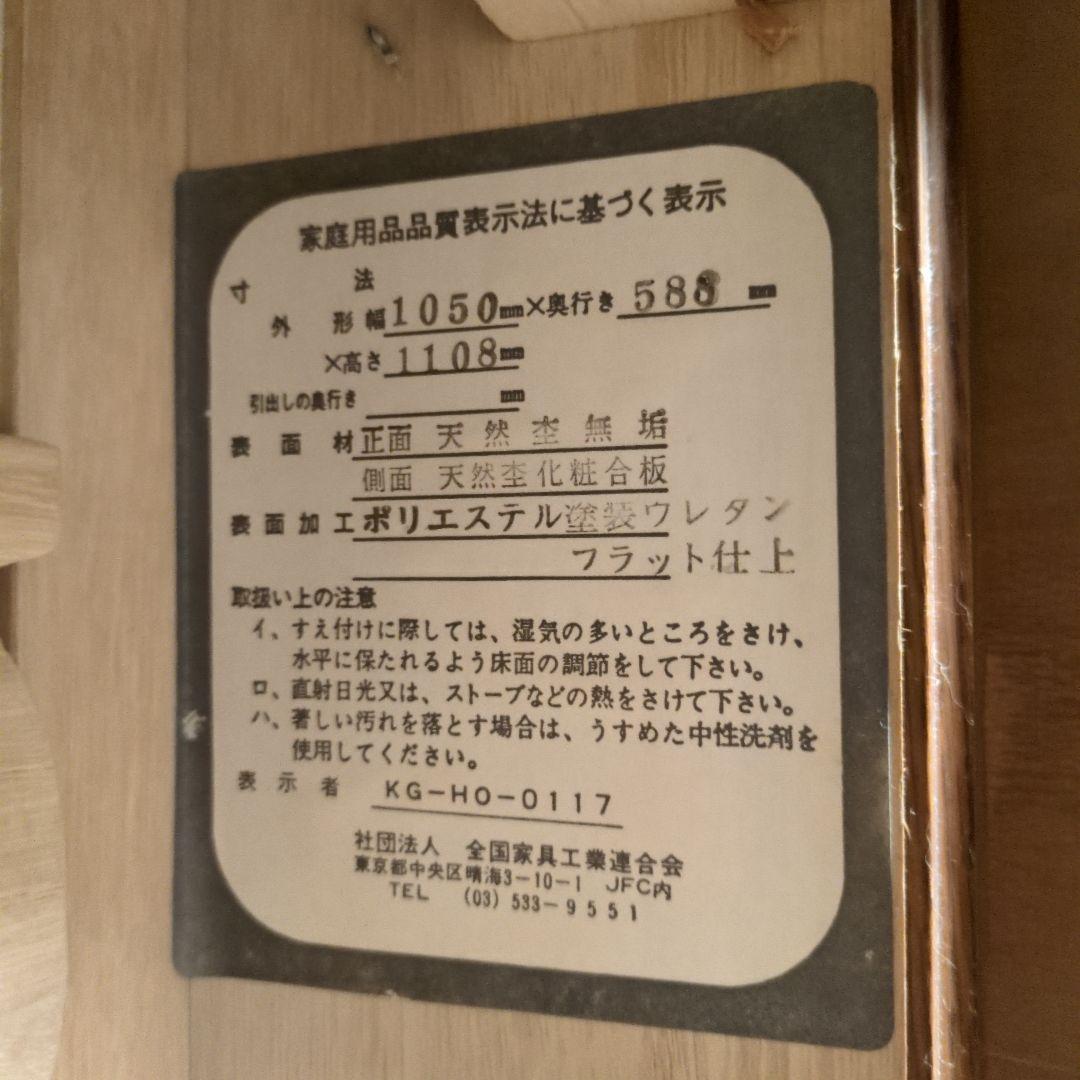 家庭用品品質表示法に基づく表示
寸法
外形幅1050mm×奥行き588mm
×高さ1108mm
引出しの奥行き mm
表面材 正面 天然杢無垢
側面 天然杢化粧合板
表面加工 ポリエステル塗装ウレタン
フラット仕上
取扱い上の注意
イ、すえ付けに際しては、湿気の多いところをさけ、
水平に保たれるよう床面の調節をして下さい。
ロ、直射日光又は、ストーブなどの熱をさけて下さい。
ハ、著しい汚れを落とす場合は、うすめた中性洗剤を
使用してください。
表示者 KG-HO-0117
社団法人 全国家具工業連合会
東京都中央区晴海3-10-1 JFC内
TEL (03)533-9551